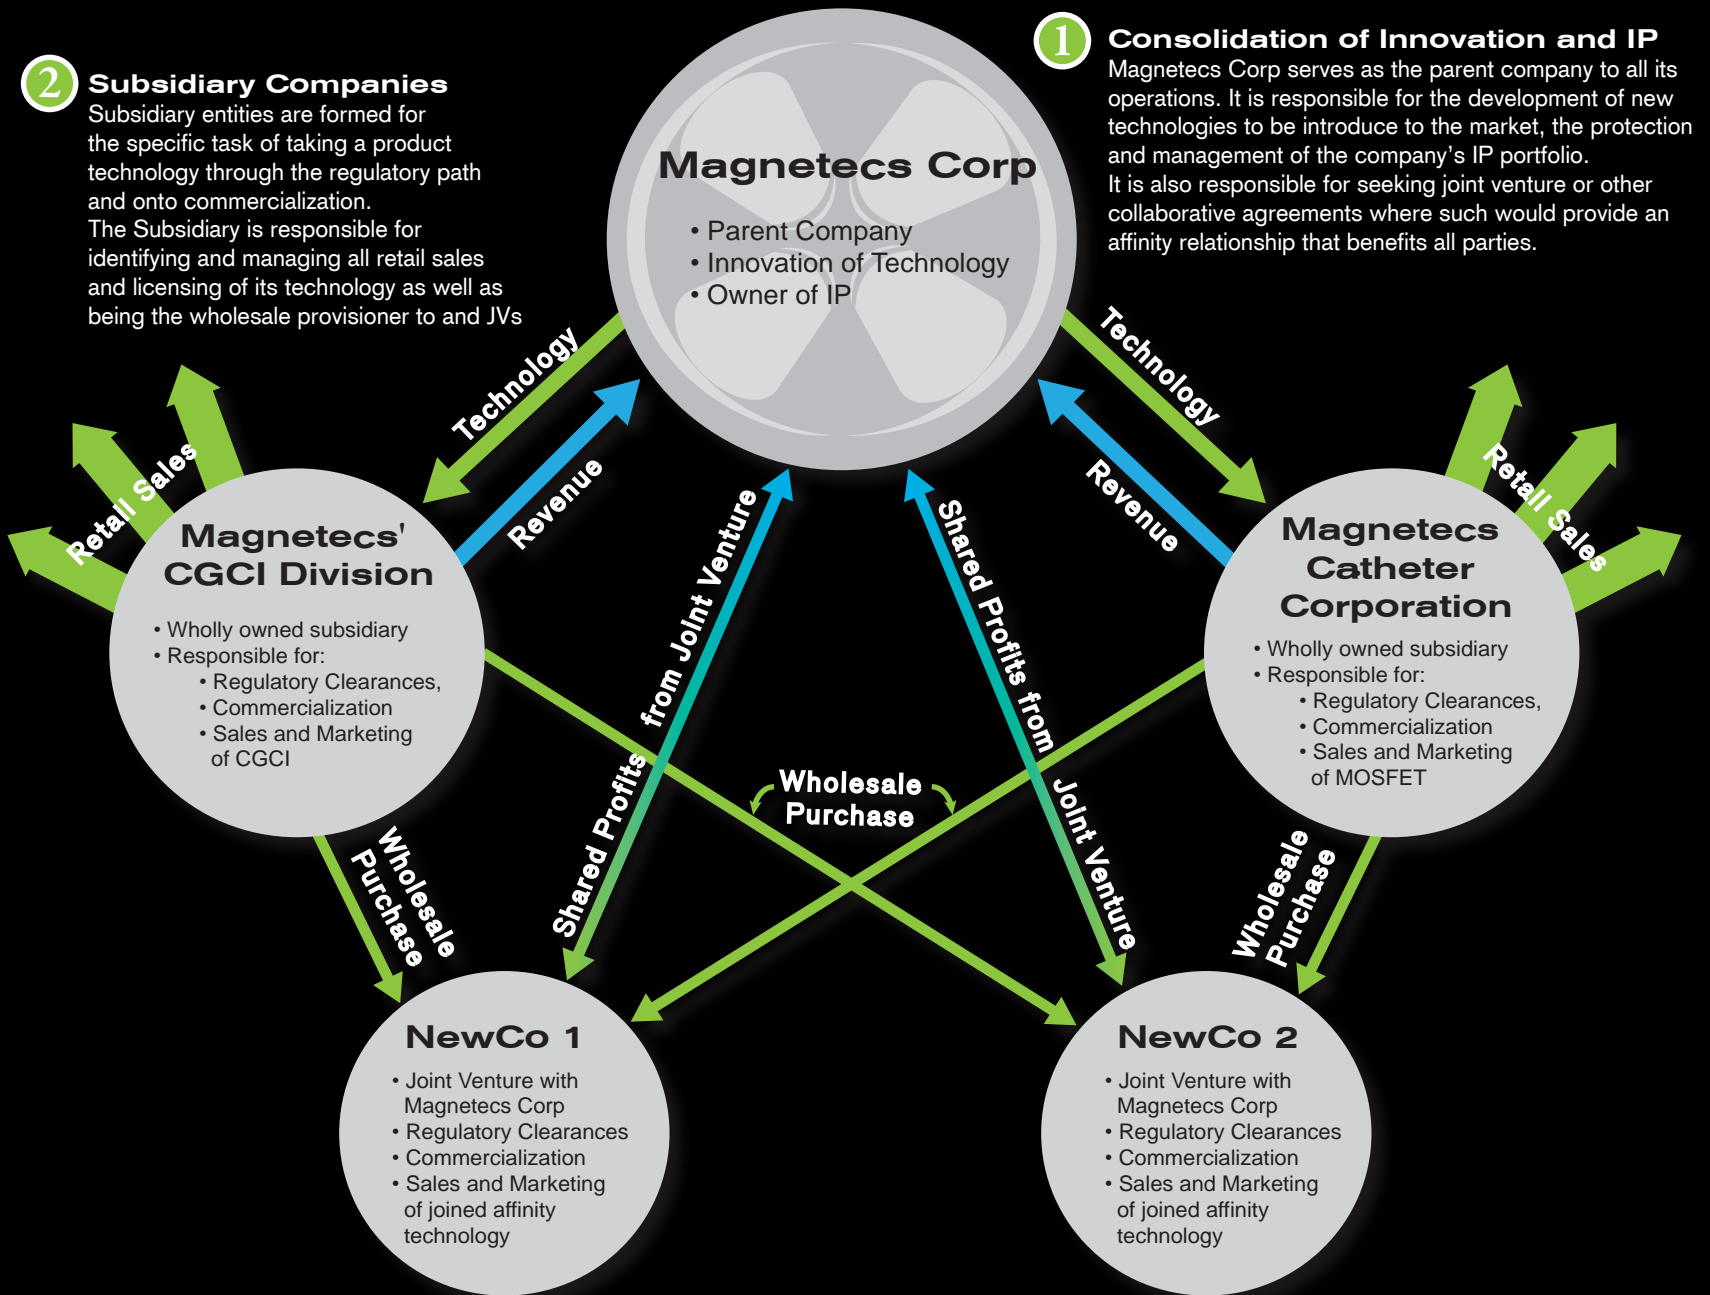 2
Subsidiary Companies
Subsidiary entities are formed for
the specific task of taking a product
technology through the regulatory path
and onto commercialization.
The Subsidiary is responsible for
identifying and managing all retail sales
and licensing of its technology as well as
being the wholesale provisioner to and JVs
1
Consolidation of Innovation and IP
Magnetecs Corp serves as the parent company to all its
operations. It is responsible for the development of new
technologies to be introduce to the market, the protection
and management of the company's IP portfolio.
It is also responsible for seeking joint venture or other
collaborative agreements where such would provide an
affinity relationship that benefits all parties.
Magnetecs Corp
• Parent Company
• Innovation of Technology
• Owner of IP
Technology
Revenue
Technology
Revenue
Retail Sales
Retail Sales
Magnetecs'
CGCI Division
• Wholly owned subsidiary
• Responsible for:
• Regulatory Clearances,
• Commercialization
• Sales and Marketing
of CGCI
Shared Profits from Joint Venture
Shared Profits from Joint Venture
Magnetecs
Catheter
Corporation
• Wholly owned subsidiary
• Responsible for:
• Regulatory Clearances,
• Commercialization
• Sales and Marketing
of MOSFET
Wholesale
Purchase
Wholesale
Purchase
Wholesale
Purchase
NewCo 1
• Joint Venture with
Magnetecs Corp
• Regulatory Clearances
• Commercialization
• Sales and Marketing
of joined affinity
technology
NewCo 2
• Joint Venture with
Magnetecs Corp
• Regulatory Clearances
• Commercialization
• Sales and Marketing
of joined affinity
technology